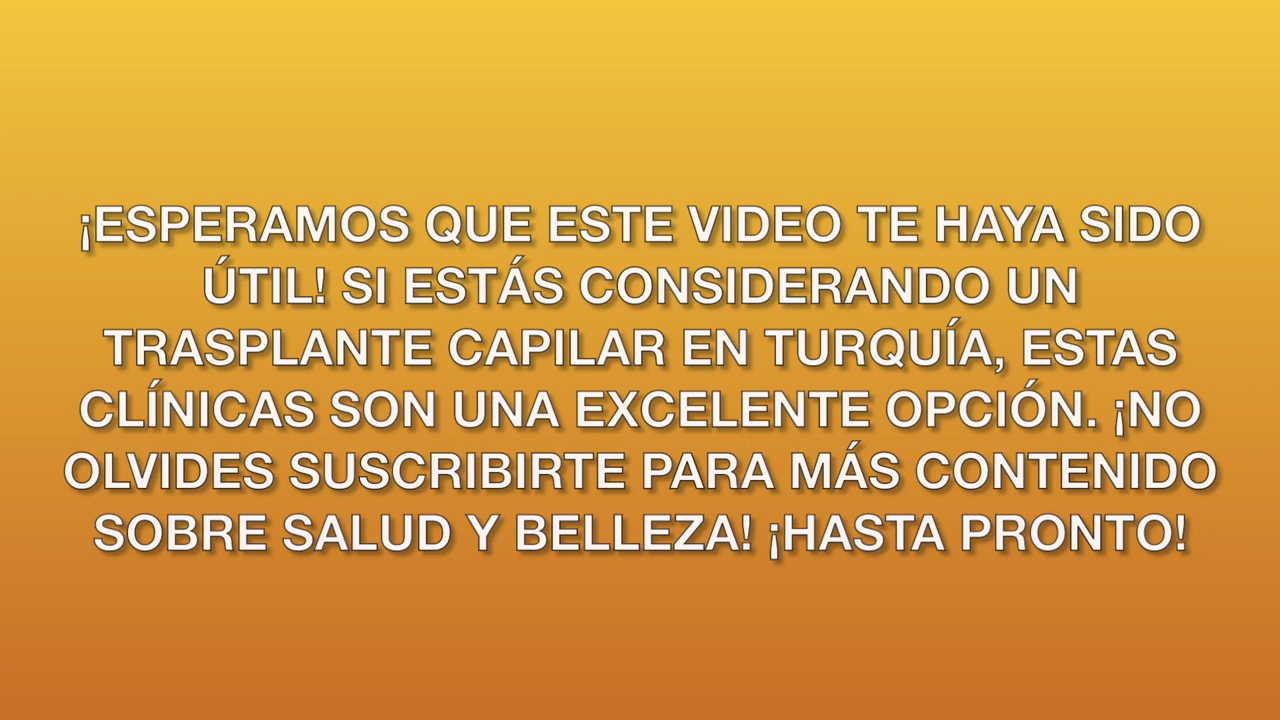 ¡ESPERAMOS QUE ESTE VIDEO TE HAYA SIDO
ÚTIL! SI ESTÁS CONSIDERANDO UN
TRASPLANTE CAPILAR EN TURQUÍA, ESTAS
CLÍNICAS SON UNA EXCELENTE OPCIÓN. ¡NO
OLVIDES SUSCRIBIRTE PARA MÁS CONTENIDO
SOBRE SALUD Y BELLEZA! ¡HASTA PRONTO!